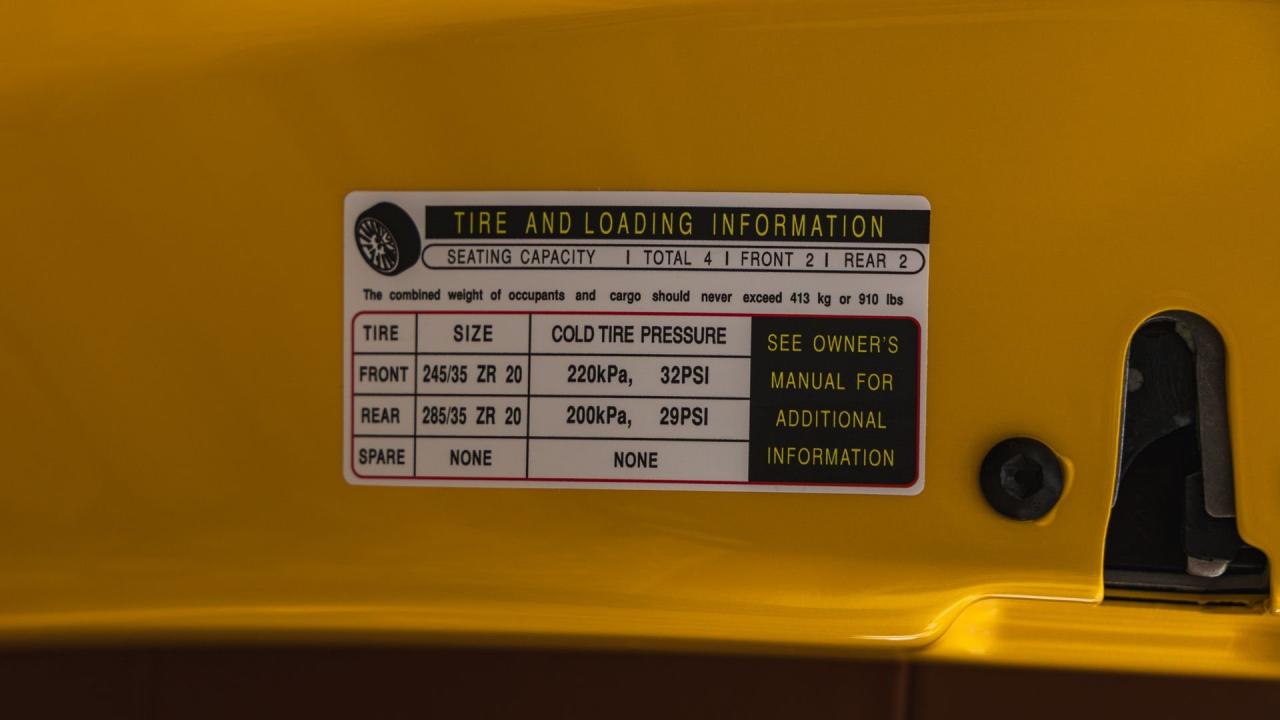 TIRE AND LOADING INFORMATION
SEATING CAPACITY | TOTAL 4 | FRONT 2 | REAR 2
The combined weight of occupants and cargo should never exceed 413 kg or 910 lbs
TIRE SIZE COLD TIRE PRESSURE
FRONT 245/35 ZR 20 220kPa, 32PSI
REAR 285/35 ZR 20 200kPa, 29PSI
SPARE NONE NONE
SEE OWNER'S
MANUAL FOR
ADDITIONAL
INFORMATION